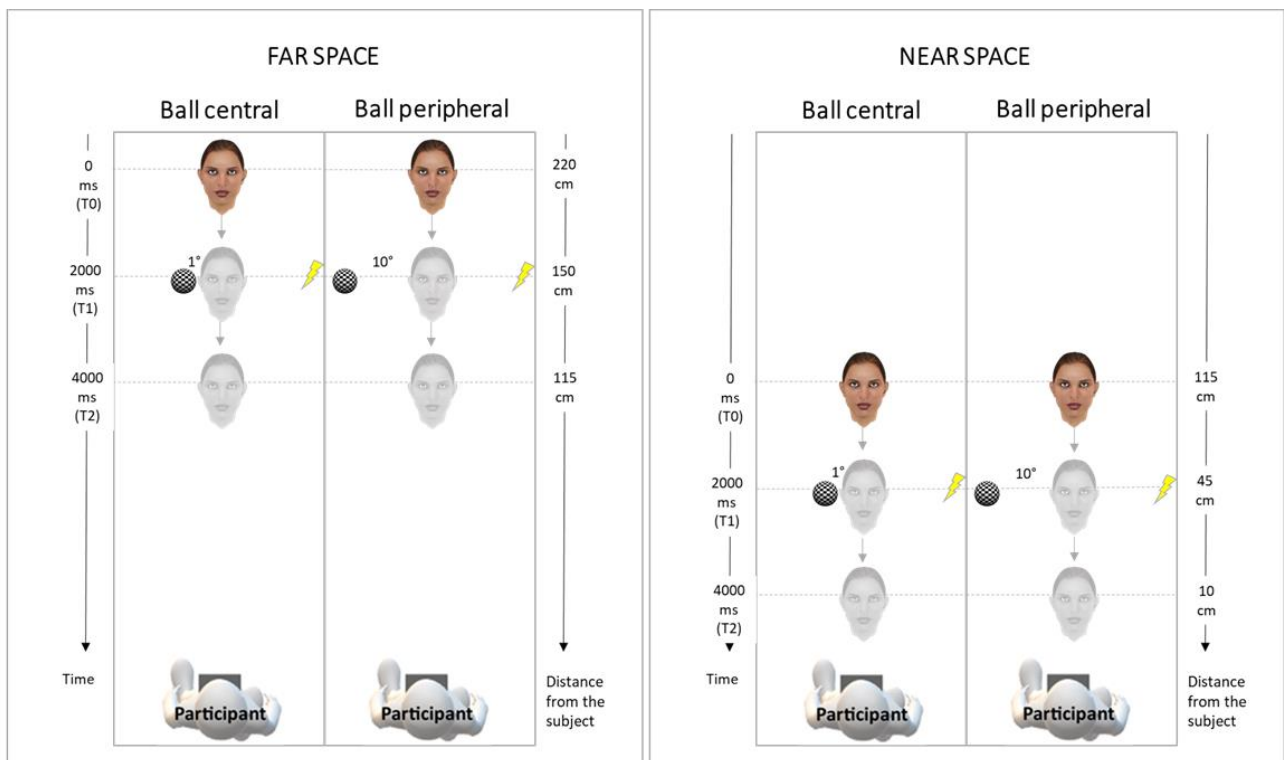 FAR SPACE
Ball central
Ball peripheral
0
ms
(T0)
2000
ms
(T1)
4000
ms
(T2)
Time
1°
10°
220
cm
150
cm
115
cm
Distance
from the
subject
Participant
Participant
NEAR SPACE
Ball central
Ball peripheral
0
ms
(T0)
2000
ms
(T1)
4000
ms
(T2)
Time
1°
10°
115
cm
45
cm
10
cm
Distance
from the
subject
Participant
Participant